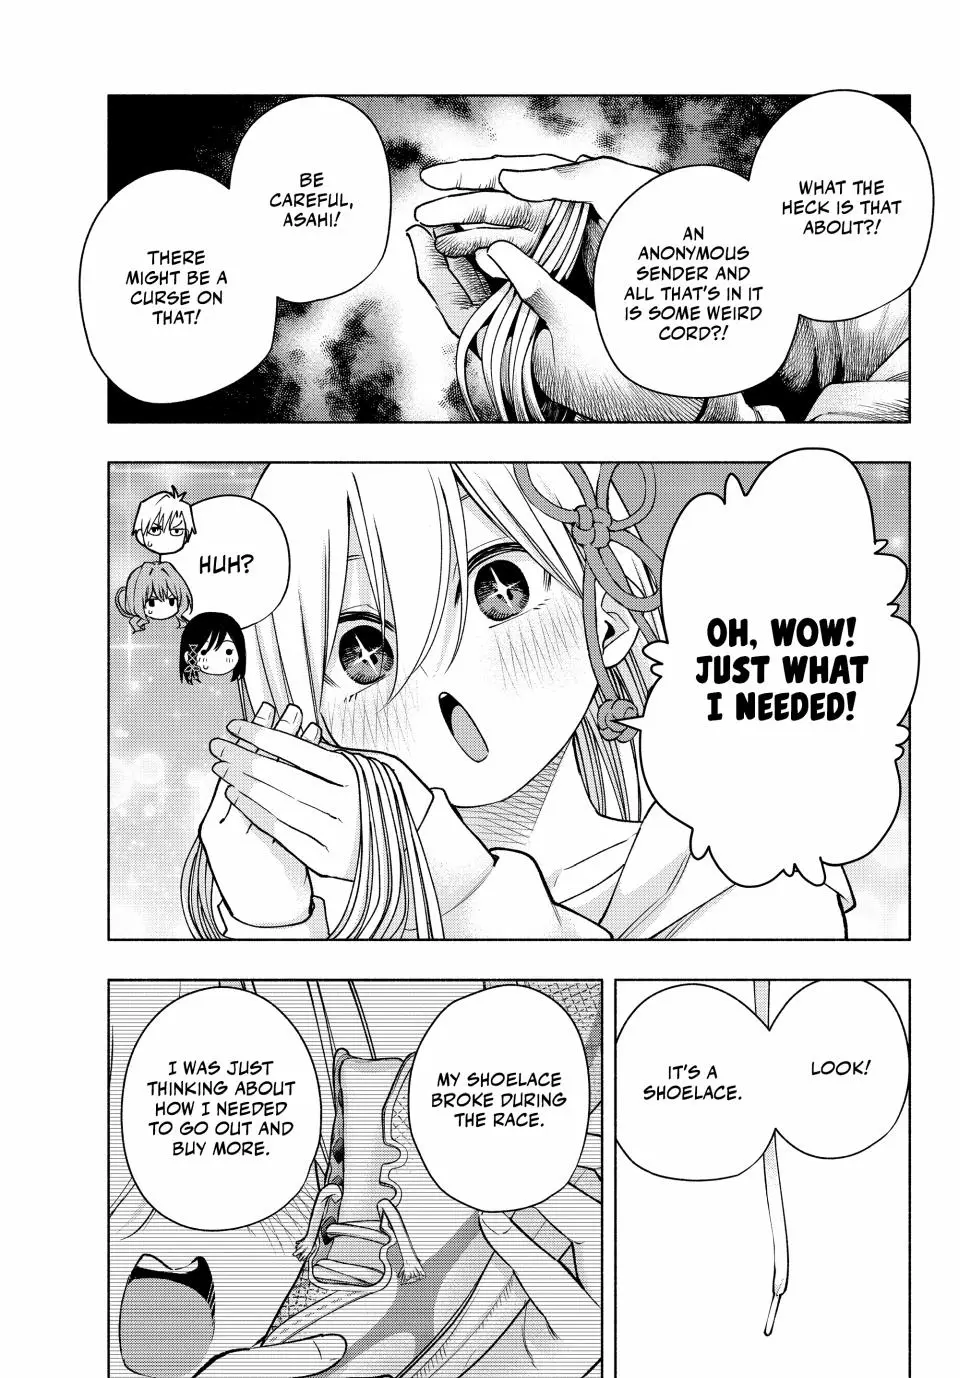 WHAT THE
HECK IS THAT
ABOUT?!
AN
ANONYMOUS
SENDER AND
ALL THAT'S IN IT
IS SOME WEIRD
CORD?!
BE
CAREFUL,
ASAHI!
THERE
MIGHT BE A
CURSE ON
THAT!
OH, WOW!
JUST WHAT
I NEEDED!
HUH?
LOOK!
IT'S A
SHOELACE.
MY SHOELACE
BROKE DURING
THE RACE.
I WAS JUST
THINKING ABOUT
HOW I NEEDED
TO GO OUT AND
BUY MORE.